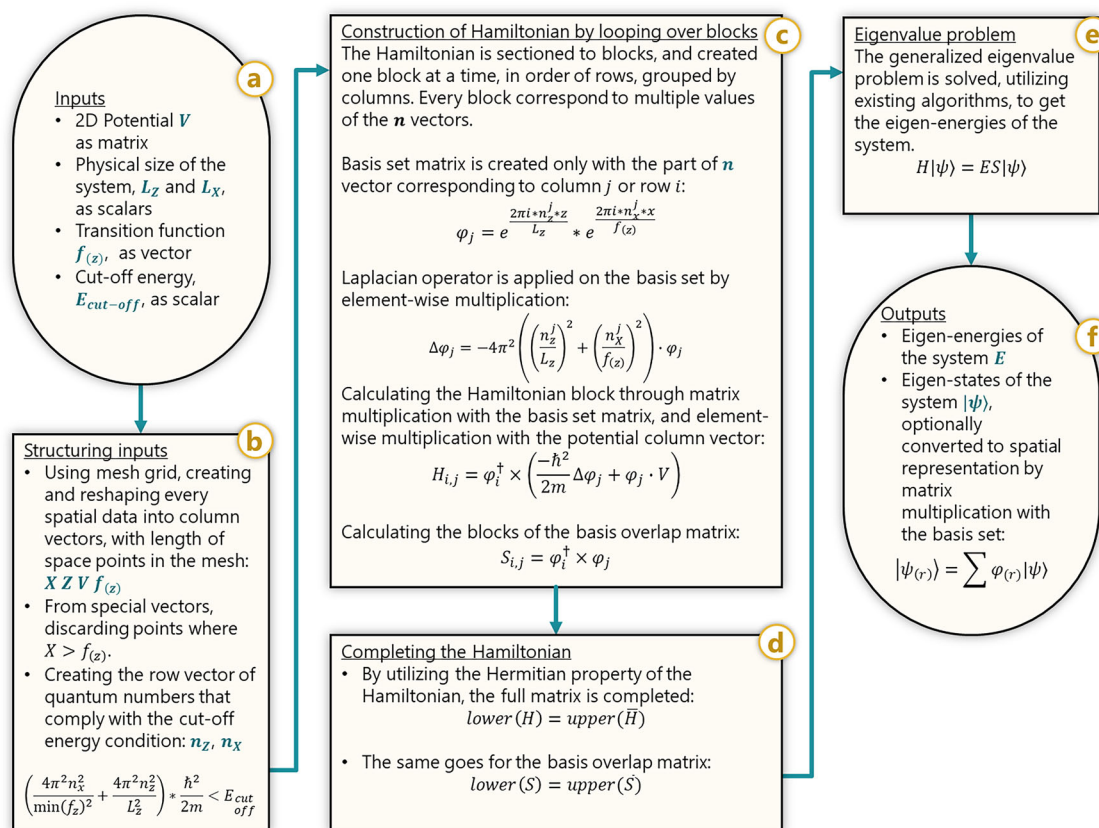 a
Inputs
• 2D Potential V
as matrix
• Physical size of the
system, L_Z and L_X,
as scalars
• Transition function
f_(z), as vector
• Cut-off energy,
E_cut−off, as scalar
b
Structuring inputs
• Using mesh grid, creating
and reshaping every
spatial data into column
vectors, with length of
space points in the mesh:
X Z V f_(z)
• From special vectors,
discarding points where
X > f_(z).
• Creating the row vector of
quantum numbers that
comply with the cut-off
energy condition: n_Z, n_X
(4π²n_x²/min(f_z)² + 4π²n_z²/L_z²) * ħ²/2m < E_cut off
c
Construction of Hamiltonian by looping over blocks
The Hamiltonian is sectioned to blocks, and created
one block at a time, in order of rows, grouped by
columns. Every block correspond to multiple values
of the n vectors.
Basis set matrix is created only with the part of n
vector corresponding to column j or row i:
φ_j = e^(2πi*n_z^j*z/L_z) * e^(2πi*n_x^j*x/f_(z))
Laplacian operator is applied on the basis set by
element-wise multiplication:
Δφ_j = −4π² ((n_z^j/L_z)² + (n_X^j/f_(z))²) · φ_j
Calculating the Hamiltonian block through matrix
multiplication with the basis set matrix, and element-
wise multiplication with the potential column vector:
H_i,j = φ_i† × (−ħ²/2m Δφ_j + φ_j · V)
Calculating the blocks of the basis overlap matrix:
S_i,j = φ_i† × φ_j
d
Completing the Hamiltonian
• By utilizing the Hermitian property of the
Hamiltonian, the full matrix is completed:
lower(H) = upper(H̅)
• The same goes for the basis overlap matrix:
lower(S) = upper(Ṡ)
e
Eigenvalue problem
The generalized eigenvalue
problem is solved, utilizing
existing algorithms, to get
the eigen-energies of the
system.
H|ψ⟩ = ES|ψ⟩
f
Outputs
• Eigen-energies of
the system E
• Eigen-states of the
system |ψ⟩,
optionally
converted to spatial
representation by
matrix
multiplication with
the basis set:
|ψ_(r)⟩ = ∑ φ_(r)|ψ⟩